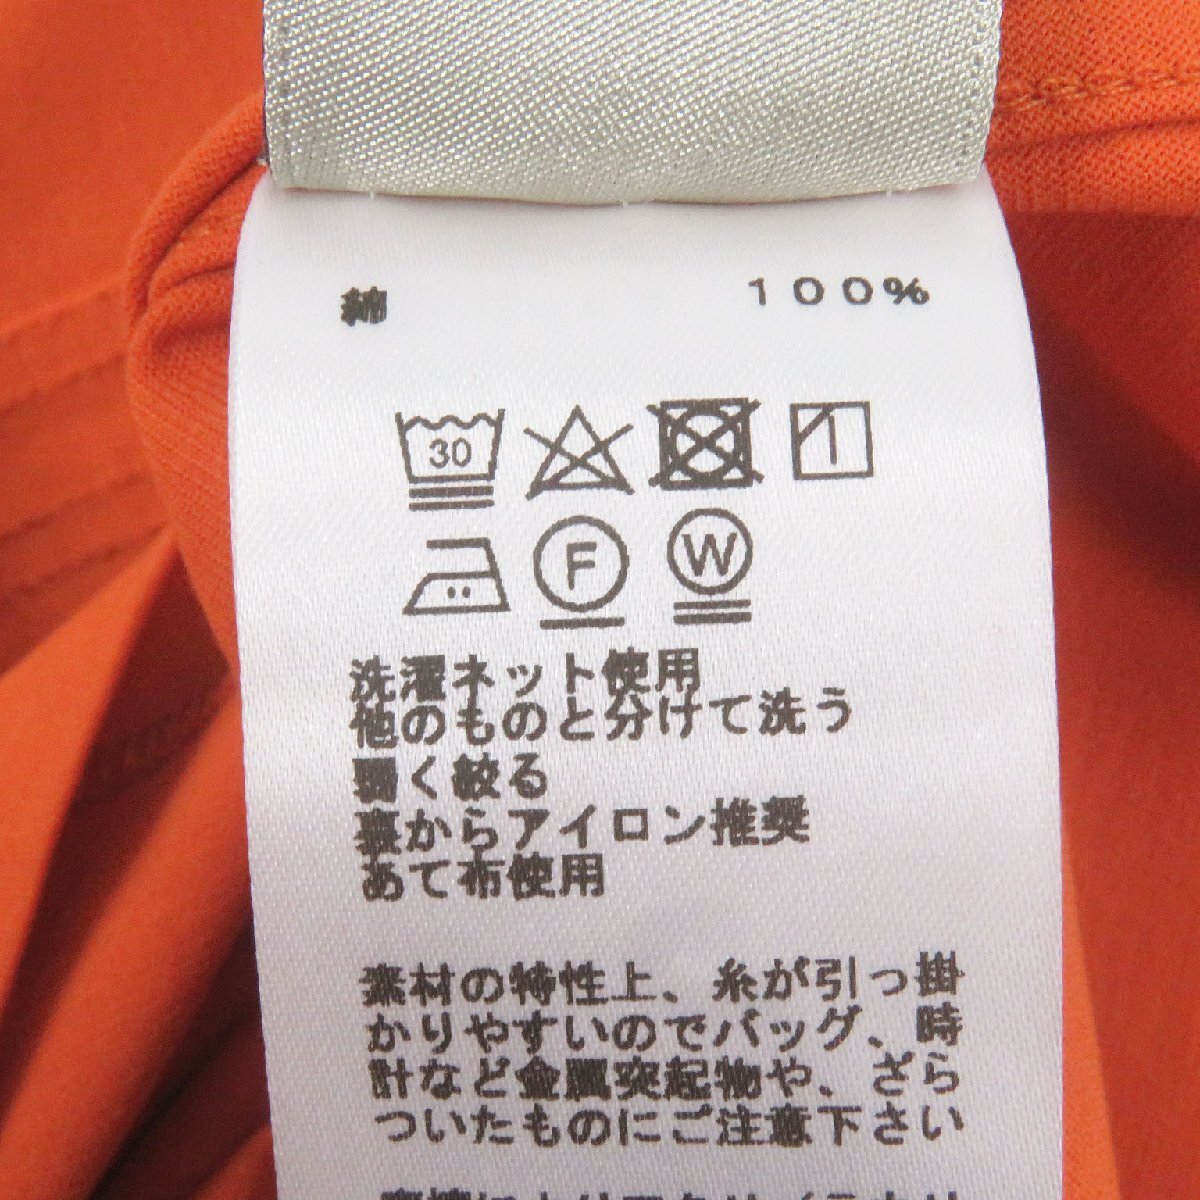 綿 100%
30
F W
洗濯ネット使用
他のものと分けて洗う
弱く絞る
裏からアイロン推奨
あて布使用
素材の特性上、糸が引っ掛
かりやすいのでバッグ、時
計など金属突起物や、ざら
ついたものにご注意下さい